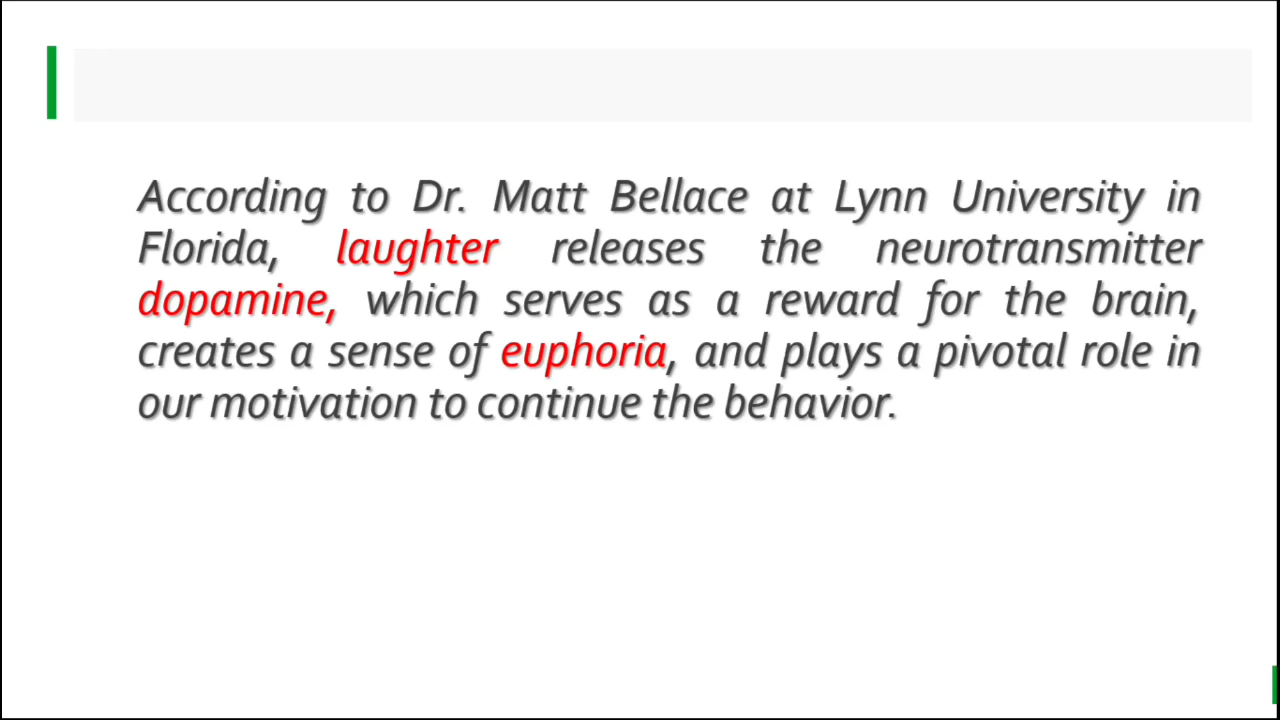 According to Dr. Matt Bellace at Lynn University in
Florida, laughter releases the neurotransmitter
dopamine, which serves as a reward for the brain,
creates a sense of euphoria, and plays a pivotal role in
our motivation to continue the behavior.